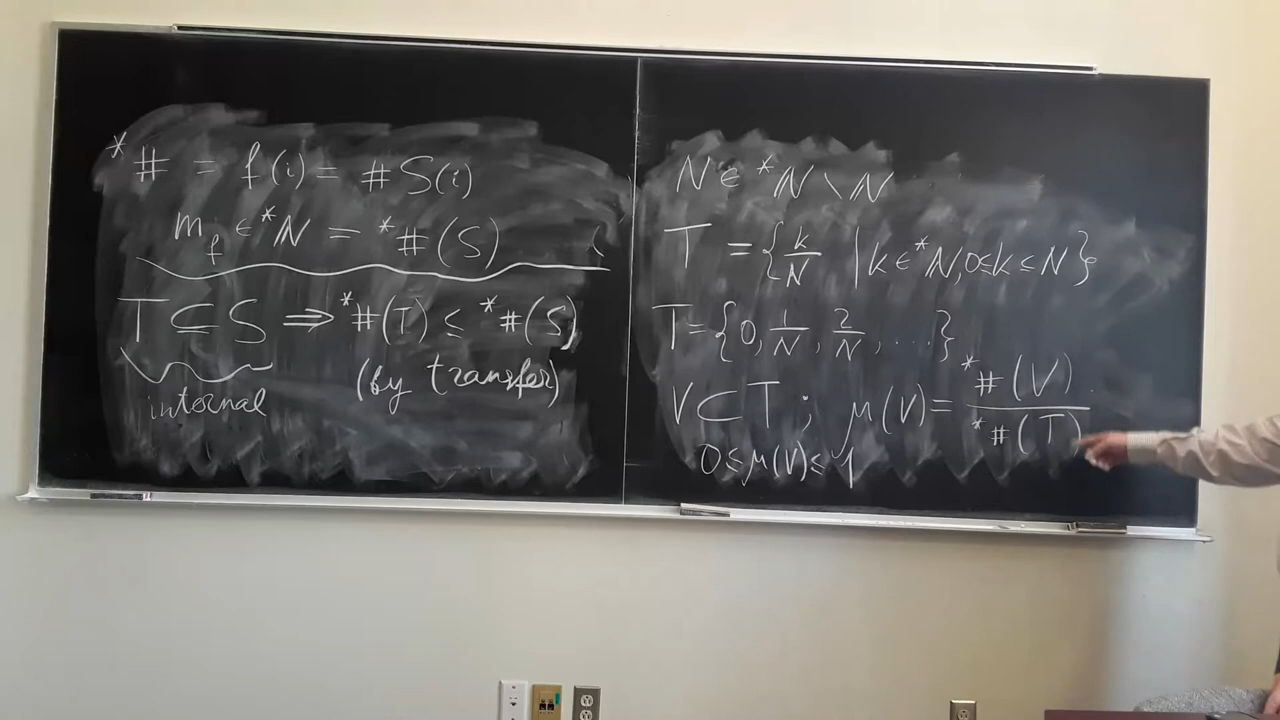 *# = f(i) = #S(i)
m_f ∈ *N = *#(S)
T ⊆ S ⇒ *#(T) ≤ *#(S)
internal (by transfer)
N ∈ *N \ N
T = {k/N | k ∈ *N, 0 ≤ k ≤ N}
T = {0, 1/N, 2/N, ...}
V ⊂ T ; μ(V) = *#(V) / *#(T)
0 ≤ μ(V) ≤ 1